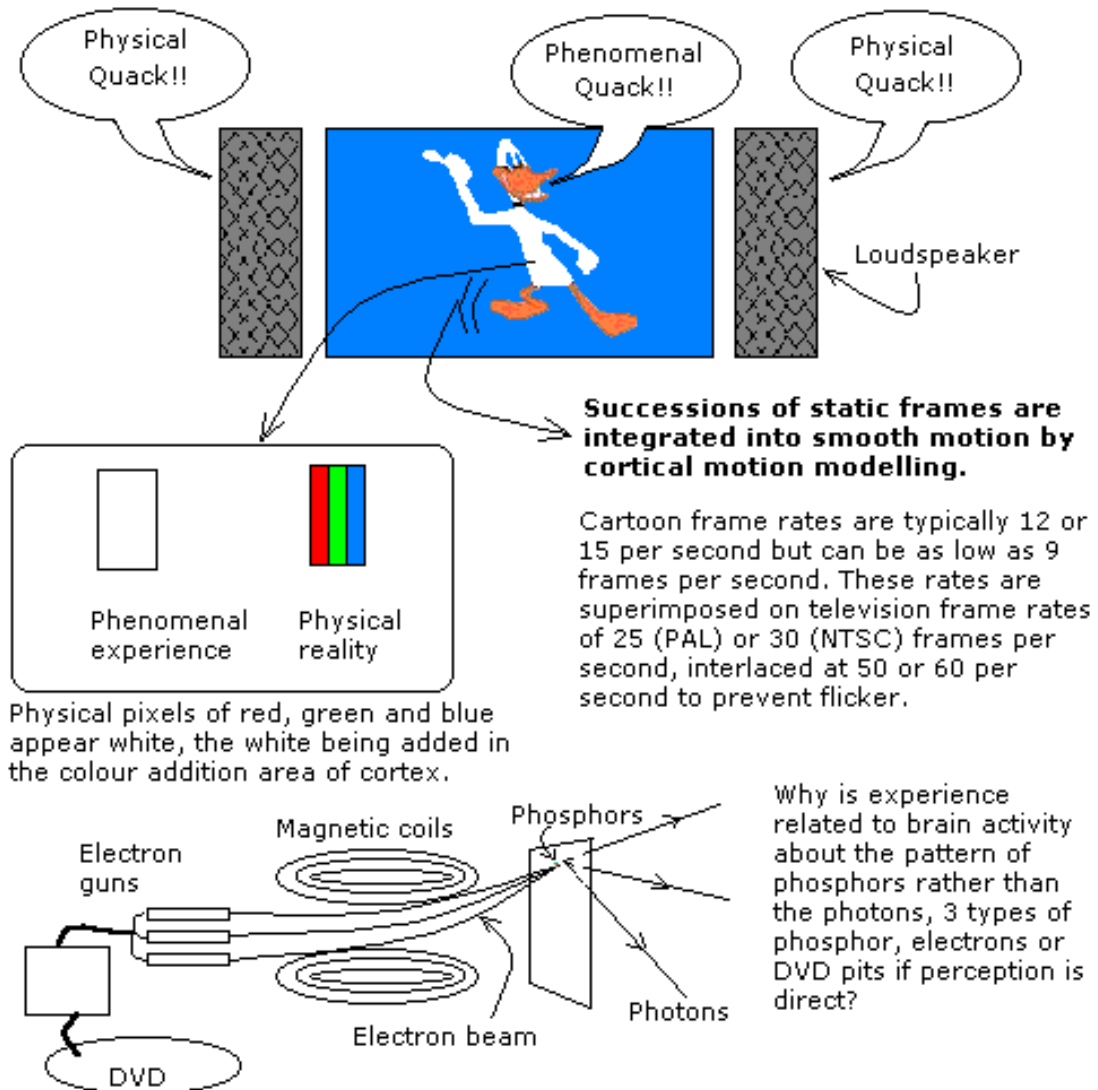 Physical
Quack!!
Phenomenal
Quack!!
Physical
Quack!!
Loudspeaker
Successions of static frames are
integrated into smooth motion by
cortical motion modelling.
Cartoon frame rates are typically 12 or
15 per second but can be as low as 9
frames per second. These rates are
superimposed on television frame rates
of 25 (PAL) or 30 (NTSC) frames per
second, interlaced at 50 or 60 per
second to prevent flicker.
Phenomenal
experience
Physical
reality
Physical pixels of red, green and blue
appear white, the white being added in
the colour addition area of cortex.
Electron
guns
Magnetic coils
Phosphors
Electron beam
Photons
DVD
Why is experience
related to brain activity
about the pattern of
phosphors rather than
the photons, 3 types of
phosphor, electrons or
DVD pits if perception is
direct?